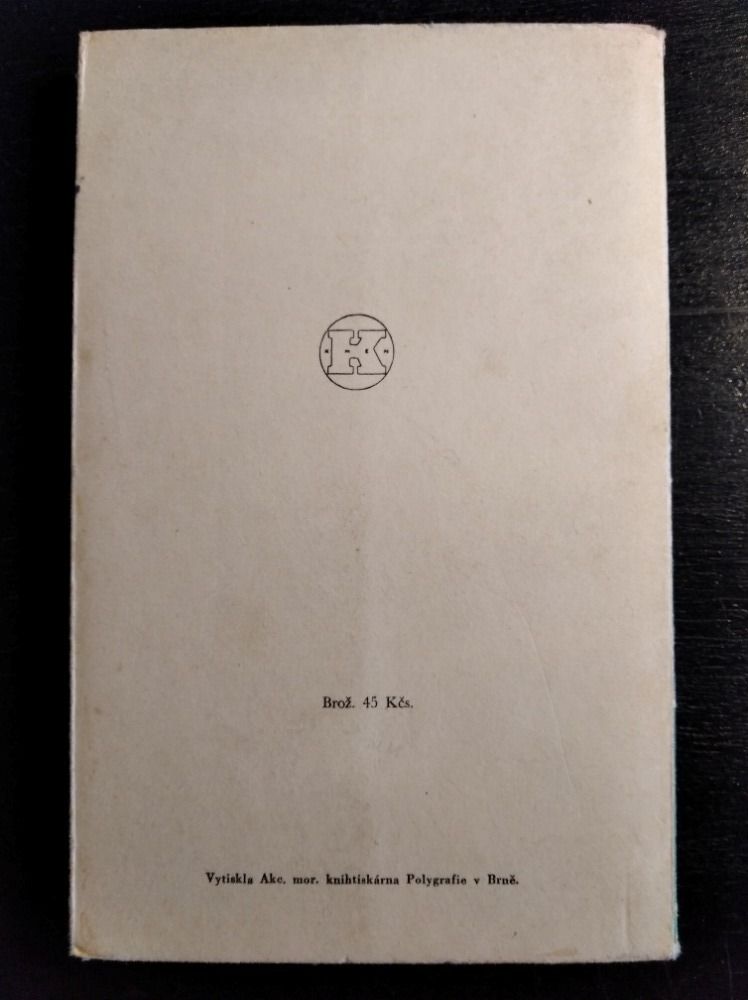 K M E N
K
Brož. 45 Kčs.
Vytiskla Akc. mor. knihtiskárna Polygrafie v Brně.